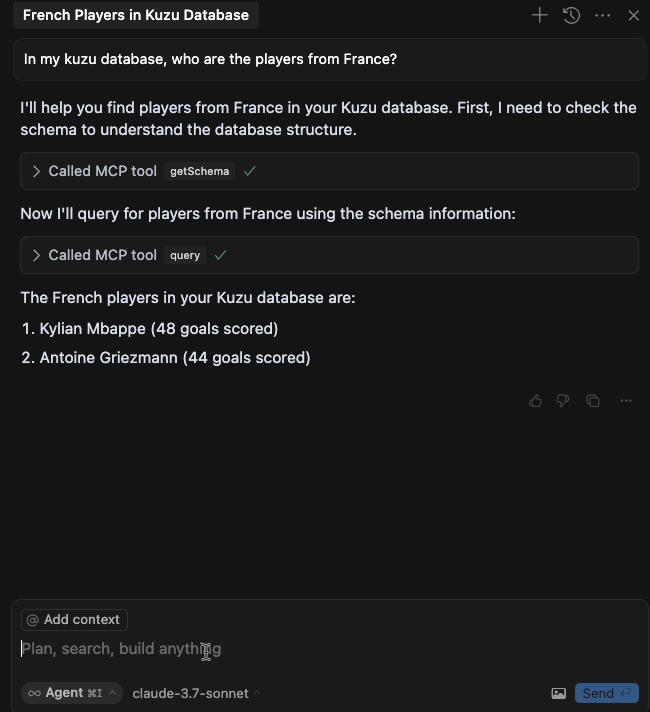 French Players in Kuzu Database
In my kuzu database, who are the players from France?
I'll help you find players from France in your Kuzu database. First, I need to check the
schema to understand the database structure.
Called MCP tool getSchema
Now I'll query for players from France using the schema information:
Called MCP tool query
The French players in your Kuzu database are:
1. Kylian Mbappe (48 goals scored)
2. Antoine Griezmann (44 goals scored)
@ Add context
Plan, search, build anything
∞ Agent ⌘I claude-3.7-sonnet Send